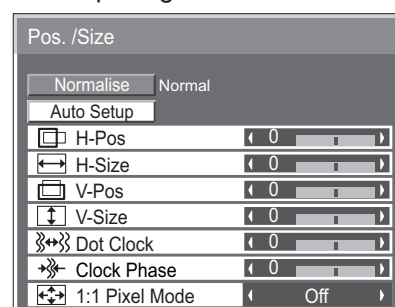 Pos. /Size
Normalise Normal
Auto Setup
H-Pos 0
H-Size 0
V-Pos 0
V-Size 0
Dot Clock 0
Clock Phase 0
1:1 Pixel Mode Off